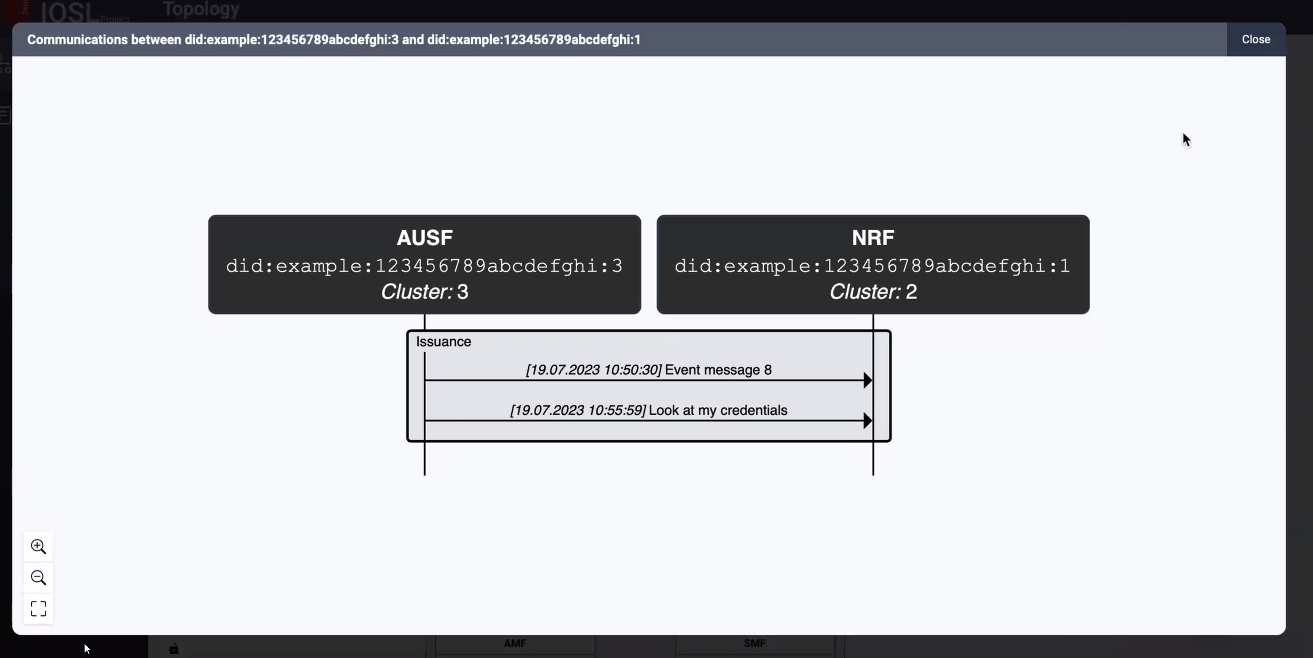 IOSL Project
Topology
Communications between did:example:123456789abcdefghi:3 and did:example:123456789abcdefghi:1
Close
AUSF
did:example:123456789abcdefghi:3
Cluster: 3
NRF
did:example:123456789abcdefghi:1
Cluster: 2
Issuance
[19.07.2023 10:50:30] Event message 8
[19.07.2023 10:55:59] Look at my credentials
AMF
SMF